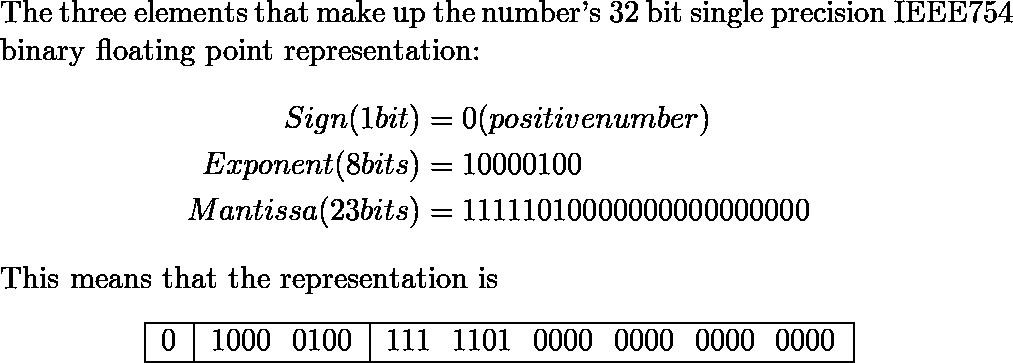 The three elements that make up the number's 32 bit single precision IEEE754
binary floating point representation:
Sign(1bit) = 0(positivenumber)
Exponent(8bits) = 10000100
Mantissa(23bits) = 11111010000000000000000
This means that the representation is
0 1000 0100 111 1101 0000 0000 0000 0000